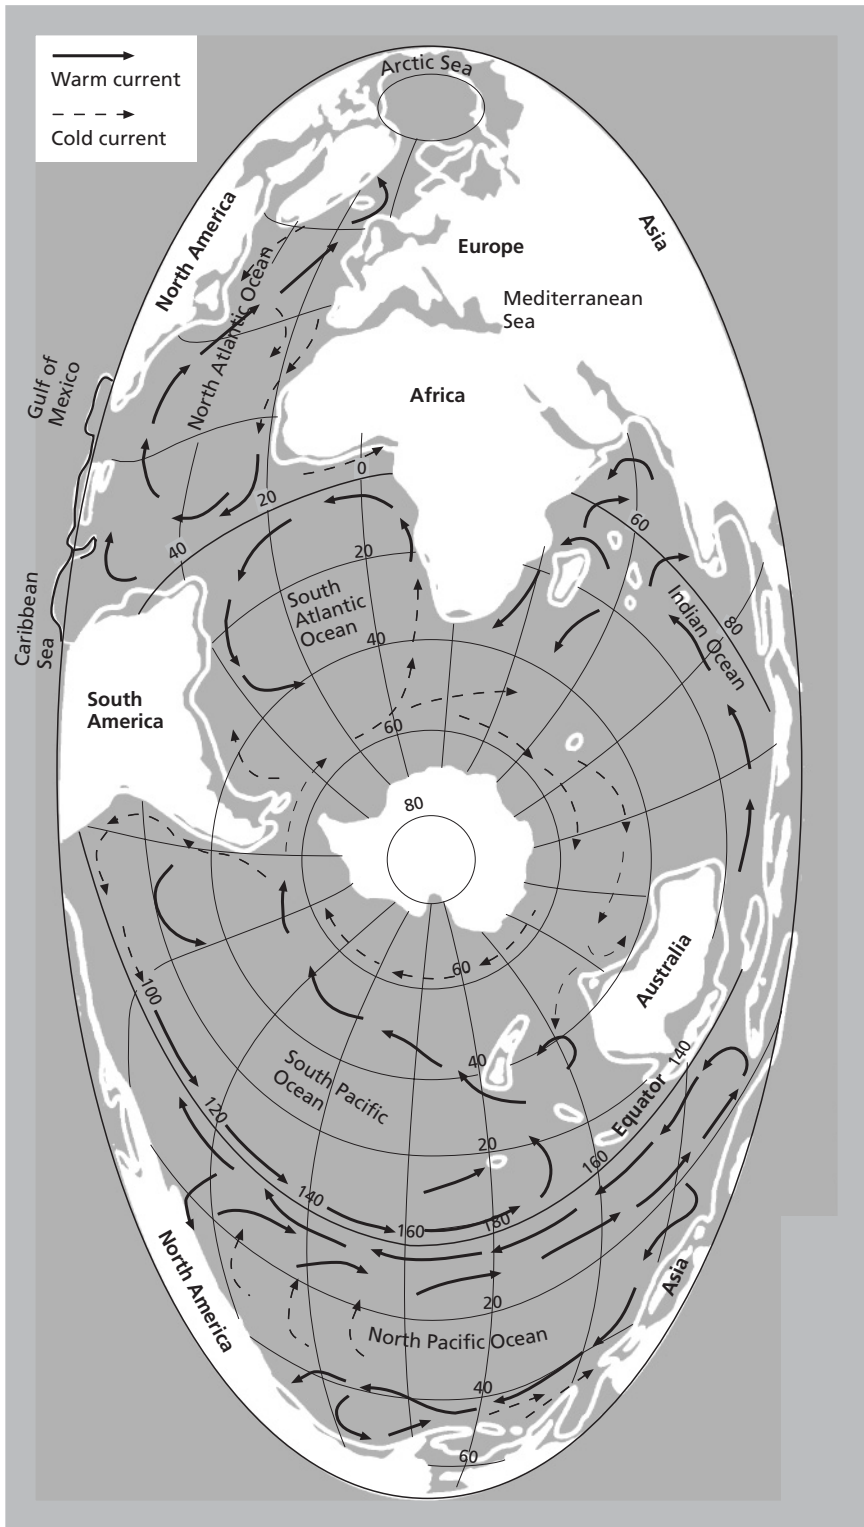 Warm current
Cold current
Arctic Sea
North America
Asia
Europe
North Atlantic Ocean
Mediterranean
Sea
Gulf of
Mexico
Africa
0
20
60
40
20
South
Atlantic
Ocean
Indian Ocean
80
Caribbean
Sea
40
South
America
60
80
Australia
60
100
South Pacific
Ocean
40
140
Equator
120
20
160
140
160
180
North America
Asia
20
North Pacific Ocean
40
60